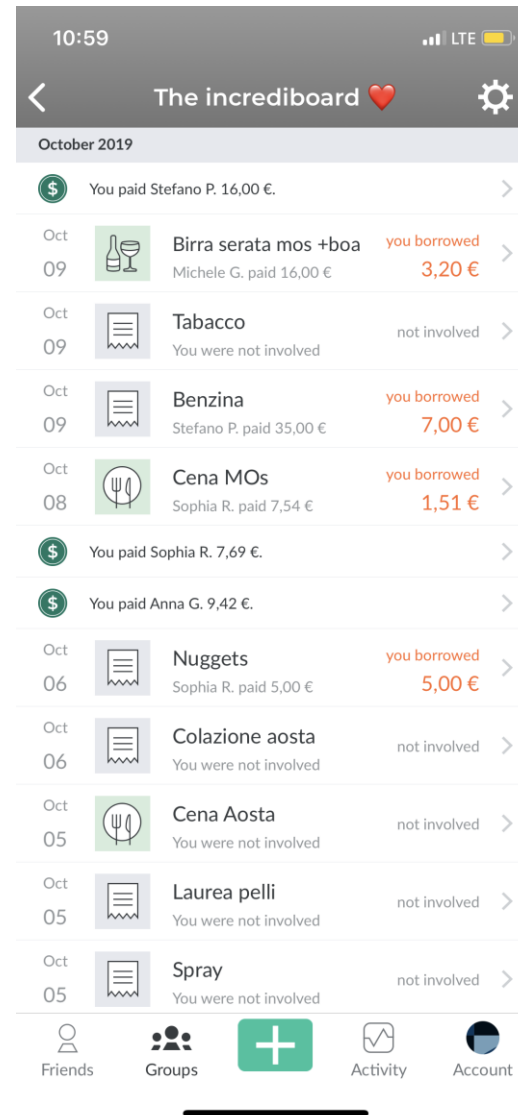 10:59
LTE
The incrediboard ❤️
October 2019
You paid Stefano P. 16,00 €.
Oct 09
Birra serata mos +boa
Michele G. paid 16,00 €
you borrowed
3,20 €
Oct 09
Tabacco
You were not involved
not involved
Oct 09
Benzina
Stefano P. paid 35,00 €
you borrowed
7,00 €
Oct 08
Cena MOs
Sophia R. paid 7,54 €
you borrowed
1,51 €
You paid Sophia R. 7,69 €.
You paid Anna G. 9,42 €.
Oct 06
Nuggets
Sophia R. paid 5,00 €
you borrowed
5,00 €
Oct 06
Colazione aosta
You were not involved
not involved
Oct 05
Cena Aosta
You were not involved
not involved
Oct 05
Laurea pelli
You were not involved
not involved
Oct 05
Spray
You were not involved
not involved
Friends
Groups
Activity
Account